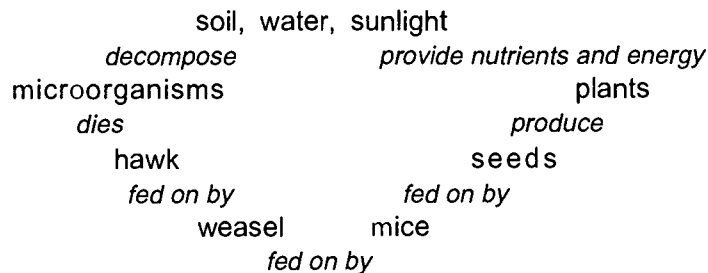 soil, water, sunlight
decompose provide nutrients and energy
microorganisms plants
dies produce
hawk seeds
fed on by fed on by
weasel mice
fed on by